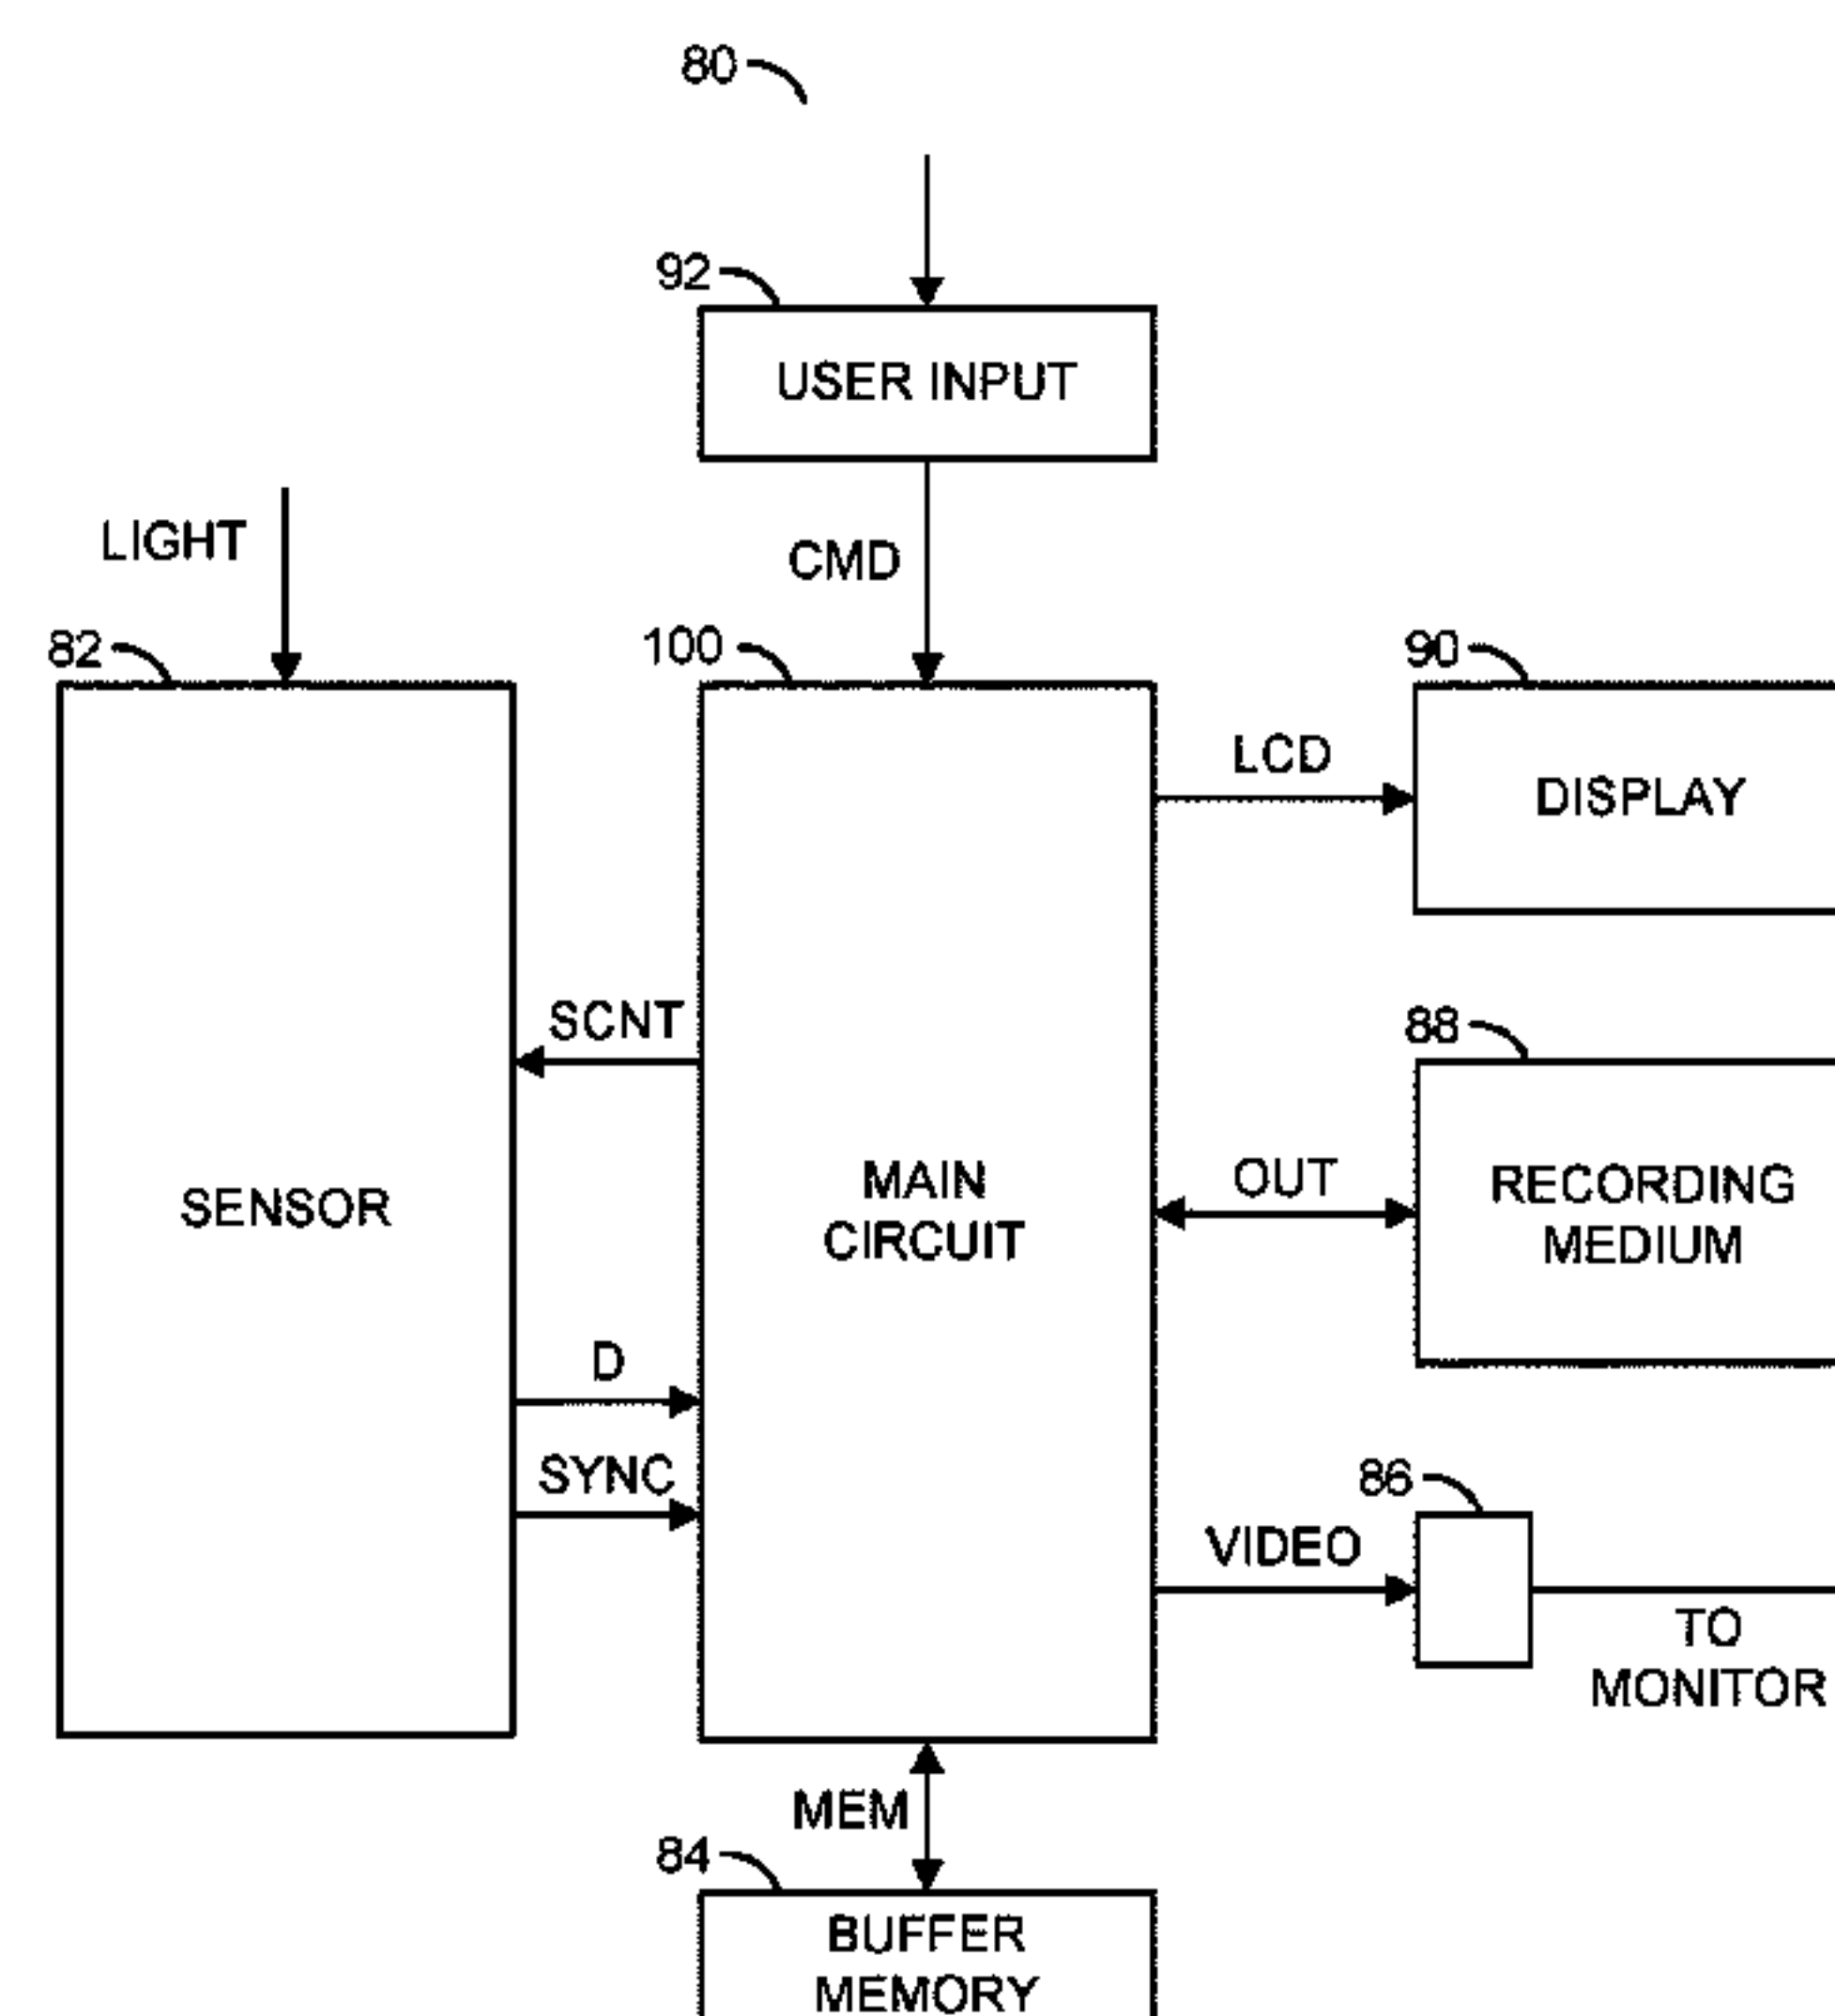 80
92
USER INPUT
LIGHT
CMD
82
100
90
LCD
DISPLAY
SCNT
88
SENSOR
MAIN
CIRCUIT
OUT
RECORDING
MEDIUM
D
SYNC
86
VIDEO
TO
MONITOR
MEM
84
BUFFER
MEMORY